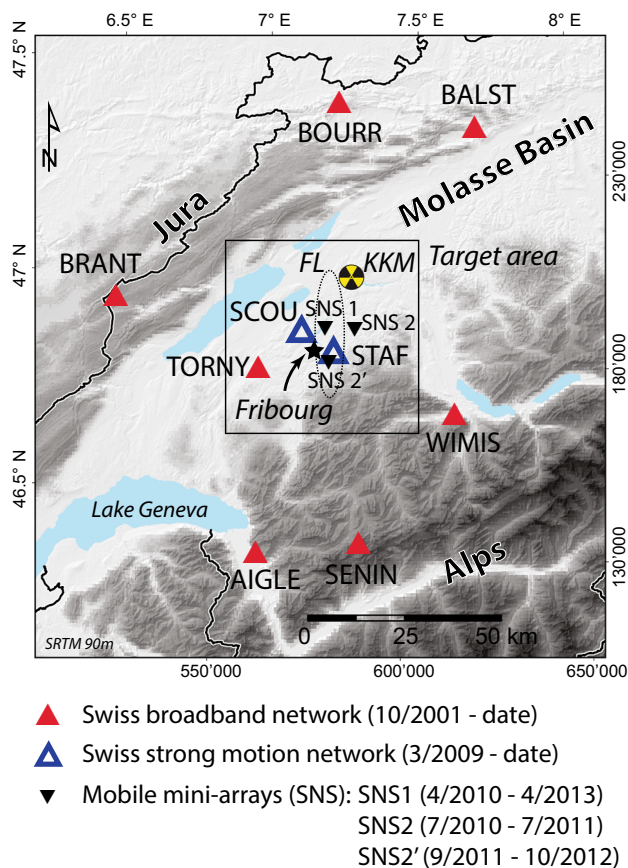 6.5° E
7° E
7.5° E
8° E
47.5° N
47° N
46.5° N
N
BOURR
BALST
230'000
Molasse Basin
Jura
BRANT
FL
KKM
Target area
SCOU
SNS 1
SNS 2
STAF
TORNY
SNS 2'
Fribourg
180'000
WIMIS
Lake Geneva
AIGLE
SENIN
Alps
130'000
0
25
50 km
SRTM 90m
550'000
600'000
650'000
Swiss broadband network (10/2001 - date)
Swiss strong motion network (3/2009 - date)
Mobile mini-arrays (SNS): SNS1 (4/2010 - 4/2013)
SNS2 (7/2010 - 7/2011)
SNS2' (9/2011 - 10/2012)